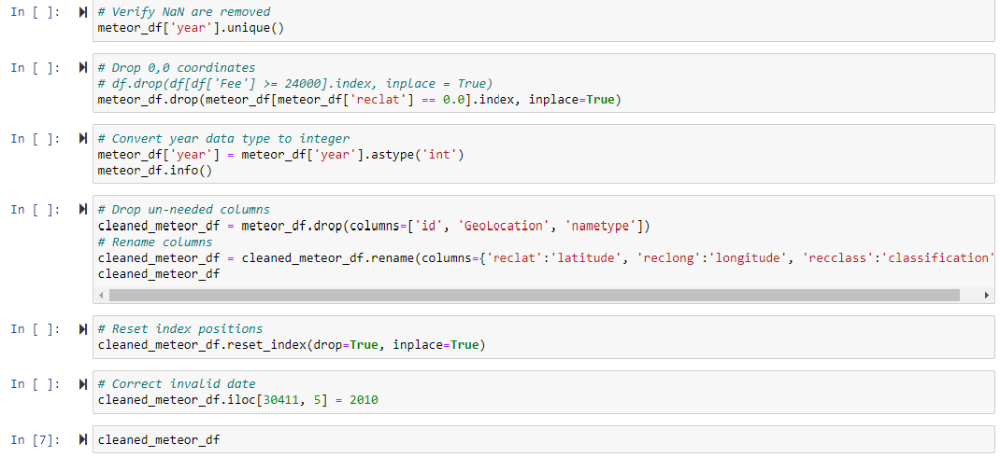 In [ ]: # Verify NaN are removed
meteor_df['year'].unique()
In [ ]: # Drop 0,0 coordinates
# df.drop(df[df['Fee'] >= 24000].index, inplace = True)
meteor_df.drop(meteor_df[meteor_df['reclat'] == 0.0].index, inplace=True)
In [ ]: # Convert year data type to integer
meteor_df['year'] = meteor_df['year'].astype('int')
meteor_df.info()
In [ ]: # Drop un-needed columns
cleaned_meteor_df = meteor_df.drop(columns=['id', 'GeoLocation', 'nametype'])
# Rename columns
cleaned_meteor_df = cleaned_meteor_df.rename(columns={'reclat':'latitude', 'reclong':'longitude', 'recclass':'classification'
cleaned_meteor_df
In [ ]: # Reset index positions
cleaned_meteor_df.reset_index(drop=True, inplace=True)
In [ ]: # Correct invalid date
cleaned_meteor_df.iloc[30411, 5] = 2010
In [7]: cleaned_meteor_df